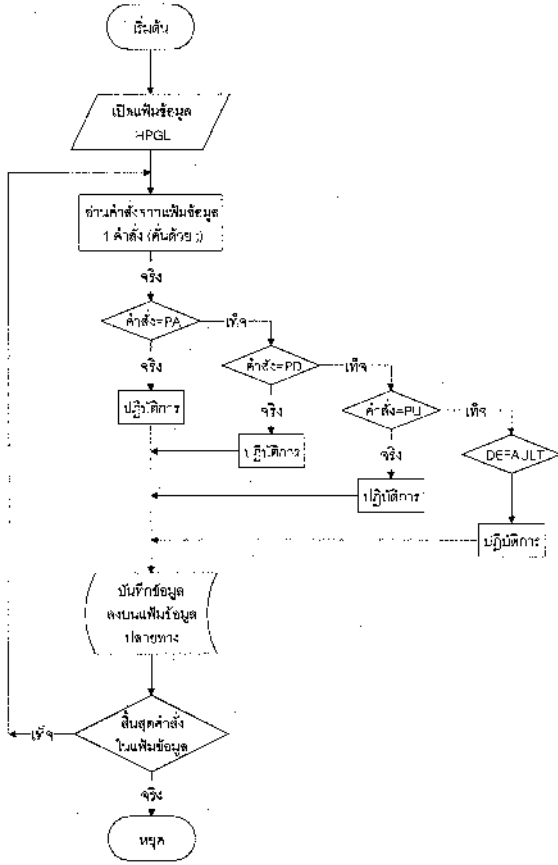 เริ่มต้น
เปิดแฟ้มข้อมูล
HPGL
อ่านคำสั่งจากแฟ้มข้อมูล
1 คำสั่ง (คั่นด้วย ;)
จริง
คำสั่ง=PA
เท็จ
จริง
ปฏิบัติการ
คำสั่ง=PD
เท็จ
จริง
ปฏิบัติการ
คำสั่ง=PU
เท็จ
จริง
ปฏิบัติการ
DEFAULT
ปฏิบัติการ
บันทึกข้อมูล
ลงบนแฟ้มข้อมูล
ปลายทาง
สิ้นสุดคำสั่ง
ในแฟ้มข้อมูล
เท็จ
จริง
หยุด